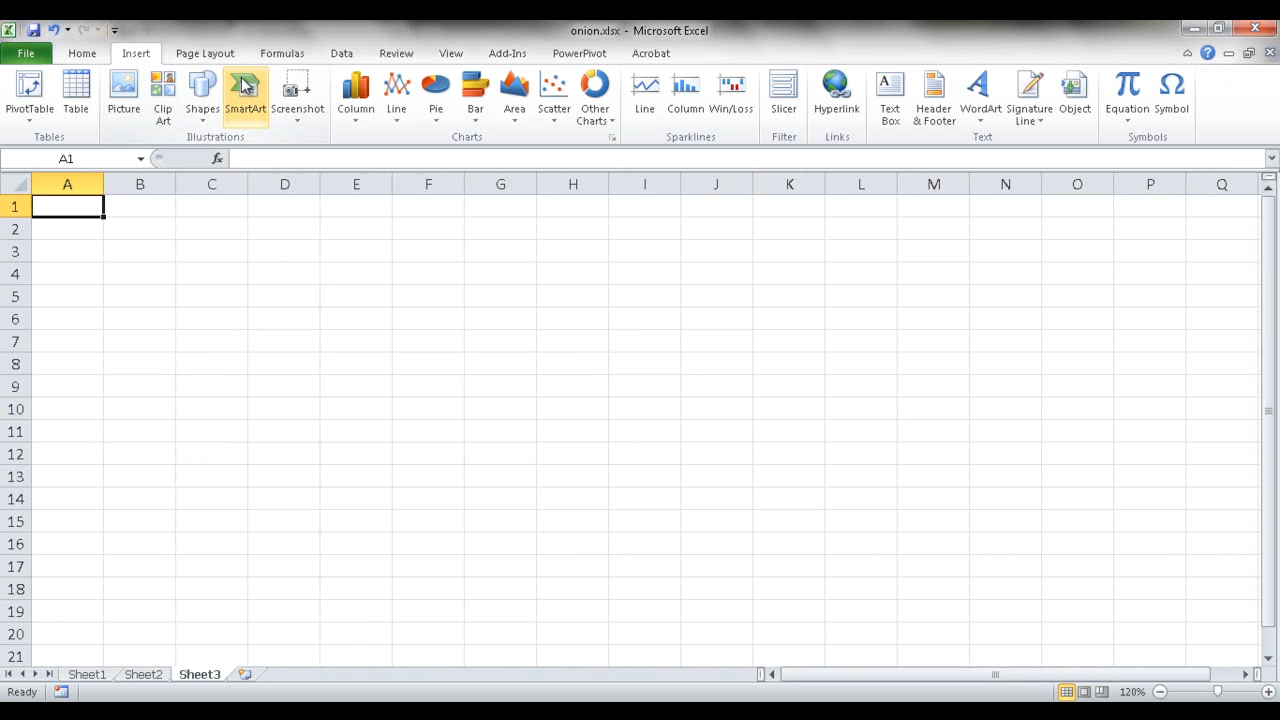 onion.xlsx - Microsoft Excel
File Home Insert Page Layout Formulas Data Review View Add-Ins PowerPivot Acrobat
PivotTable Table Picture Clip Art Shapes SmartArt Screenshot Column Line Pie Bar Area Scatter Other Charts Line Column Win/Loss Slicer Hyperlink Text Box Header & Footer WordArt Signature Line Object Equation Symbol
Tables Illustrations Charts Sparklines Filter Links Text Symbols
A1 fx
A B C D E F G H I J K L M N O P Q
1
2
3
4
5
6
7
8
9
10
11
12
13
14
15
16
17
18
19
20
21
Sheet1 Sheet2 Sheet3
Ready 120%